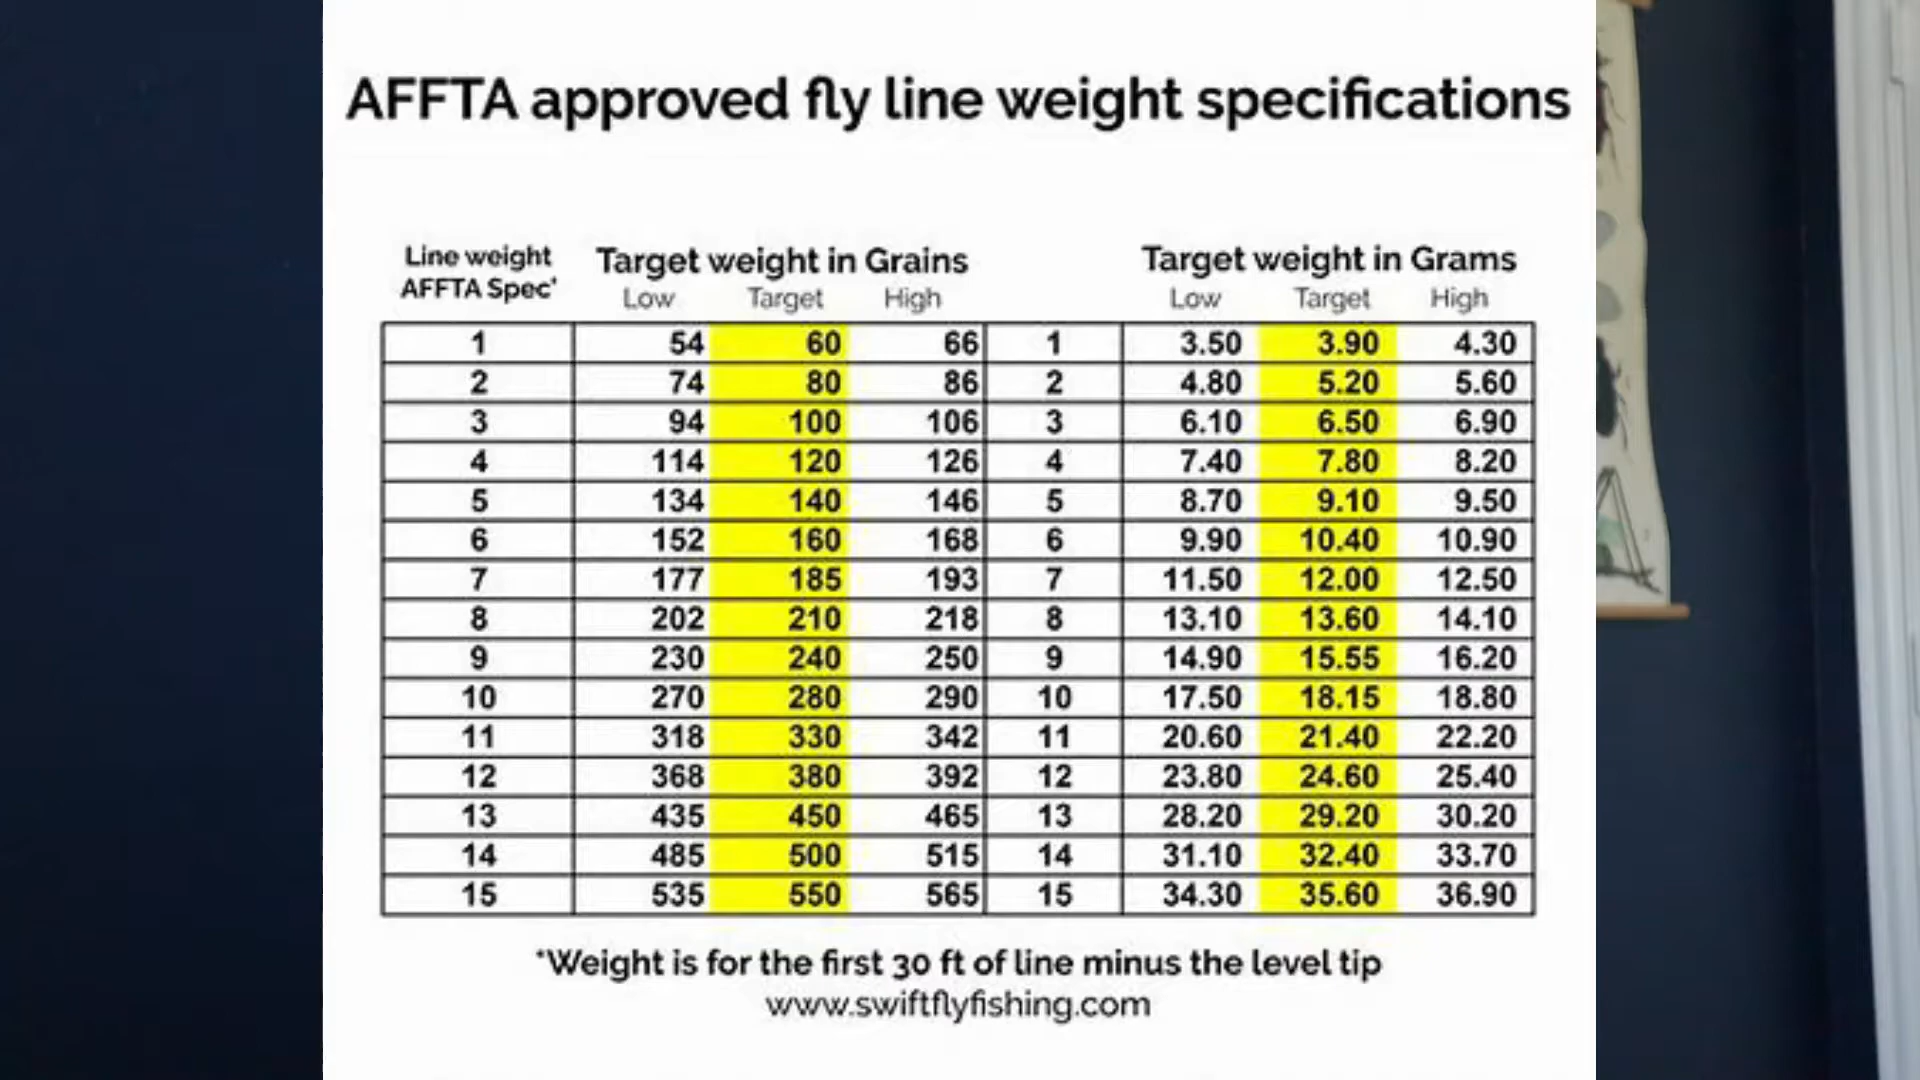 AFFTA approved fly line weight specifications
Line weight AFFTA Spec*
Target weight in Grains
Target weight in Grams
Low Target High Low Target High
1 54 60 66 1 3.50 3.90 4.30
2 74 80 86 2 4.80 5.20 5.60
3 94 100 106 3 6.10 6.50 6.90
4 114 120 126 4 7.40 7.80 8.20
5 134 140 146 5 8.70 9.10 9.50
6 152 160 168 6 9.90 10.40 10.90
7 177 185 193 7 11.50 12.00 12.50
8 202 210 218 8 13.10 13.60 14.10
9 230 240 250 9 14.90 15.55 16.20
10 270 280 290 10 17.50 18.15 18.80
11 318 330 342 11 20.60 21.40 22.20
12 368 380 392 12 23.80 24.60 25.40
13 435 450 465 13 28.20 29.20 30.20
14 485 500 515 14 31.10 32.40 33.70
15 535 550 565 15 34.30 35.60 36.90
*Weight is for the first 30 ft of line minus the level tip
www.swiftflyfishing.com